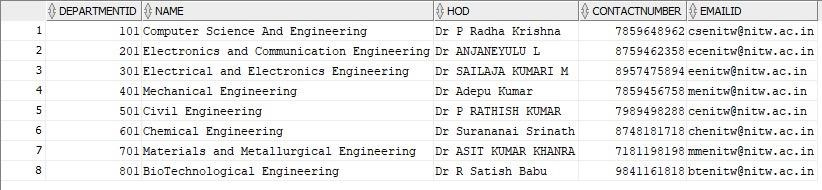 DEPARTMENTID NAME HOD CONTACTNUMBER EMAILID
1 101 Computer Science And Engineering Dr P Radha Krishna 7859648962 csenitw@nitw.ac.in
2 201 Electronics and Communication Engineering Dr ANJANEYULU L 8759462358 ecenitw@nitw.ac.in
3 301 Electrical and Electronics Engineering Dr SAILAJA KUMARI M 8957475894 eenitw@nitw.ac.in
4 401 Mechanical Engineering Dr Adepu Kumar 7859456758 menitw@nitw.ac.in
5 501 Civil Engineering Dr P RATHISH KUMAR 7989498288 cenitw@nitw.ac.in
6 601 Chemical Engineering Dr Surananai Srinath 8748181718 chenitw@nitw.ac.in
7 701 Materials and Metallurgical Engineering Dr ASIT KUMAR KHANRA 7181198198 mmenitw@nitw.ac.in
8 801 BioTechnological Engineering Dr R Satish Babu 9841161818 btenitw@nitw.ac.in